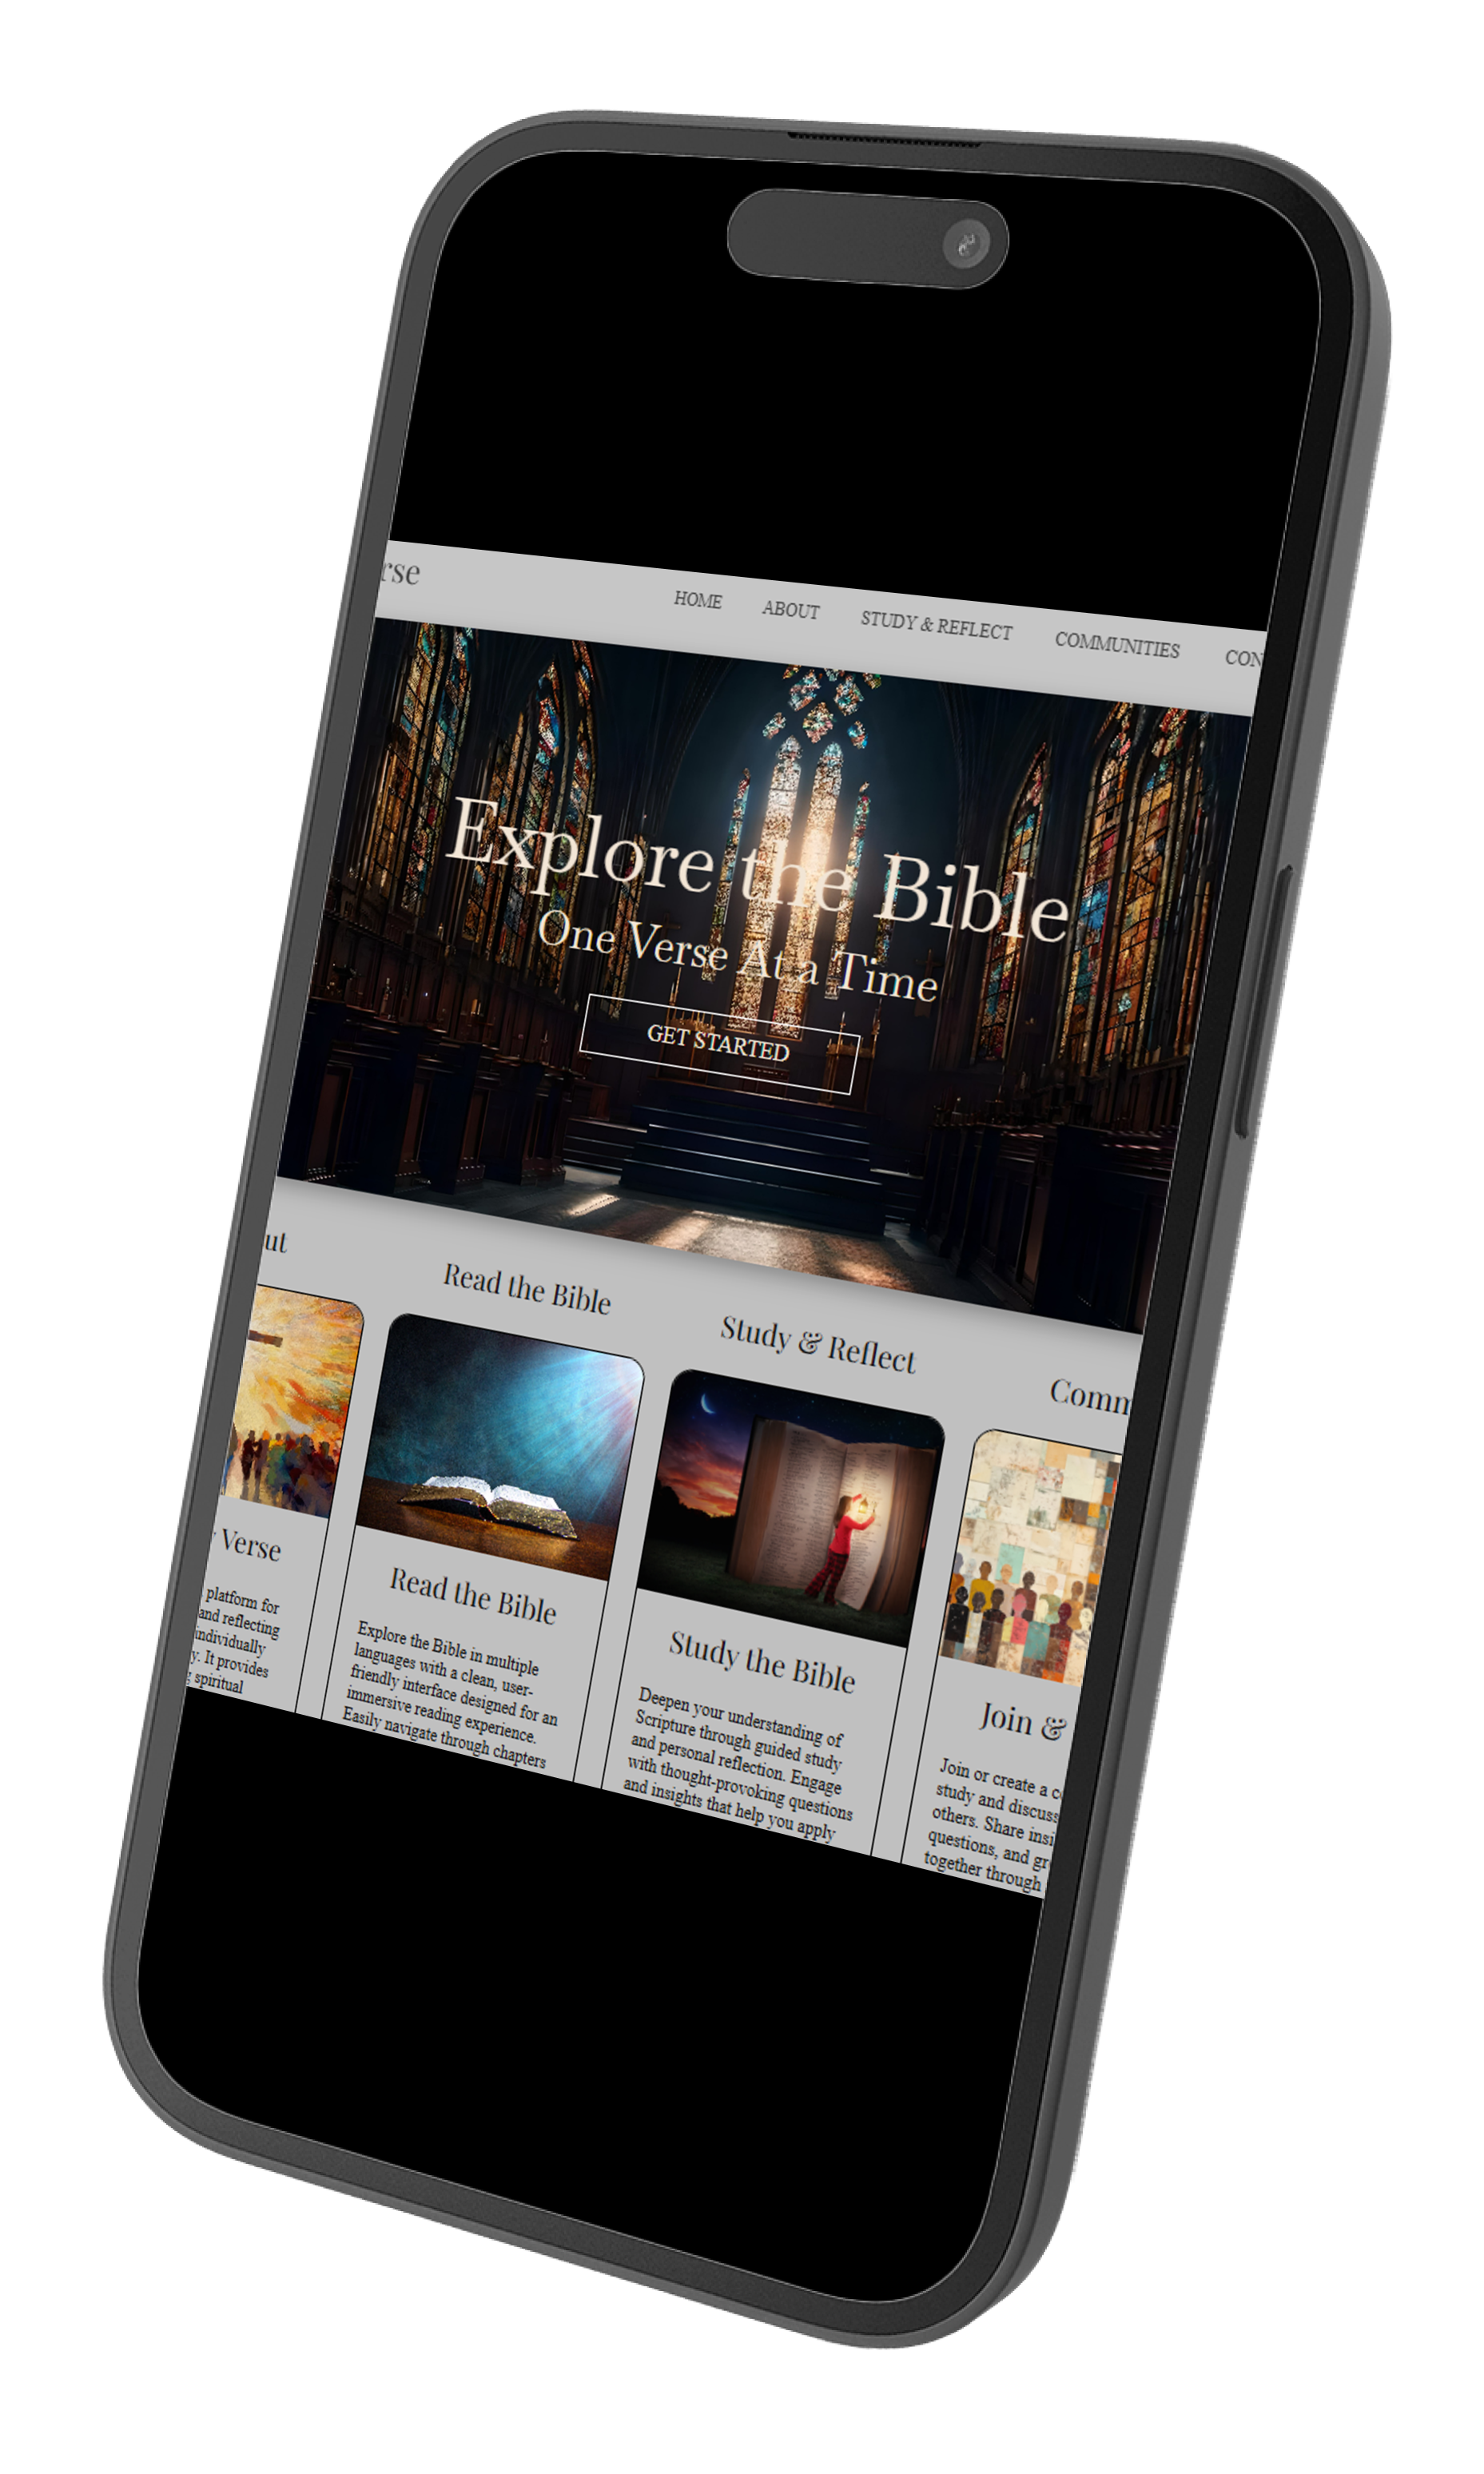 rse
HOME ABOUT STUDY & REFLECT COMMUNITIES CON
Explore the Bible
One Verse At a Time
GET STARTED
ut
Read the Bible
Study & Reflect
Comm
Verse
platform for
and reflecting
individually
y. It provides
g spiritual
Read the Bible
Explore the Bible in multiple
languages with a clean, user-
friendly interface designed for an
immersive reading experience.
Easily navigate through chapters
Study the Bible
Deepen your understanding of
Scripture through guided study
and personal reflection. Engage
with thought-provoking questions
and insights that help you apply
Join &
Join or create a c
study and discuss
others. Share insi
questions, and gr
together through